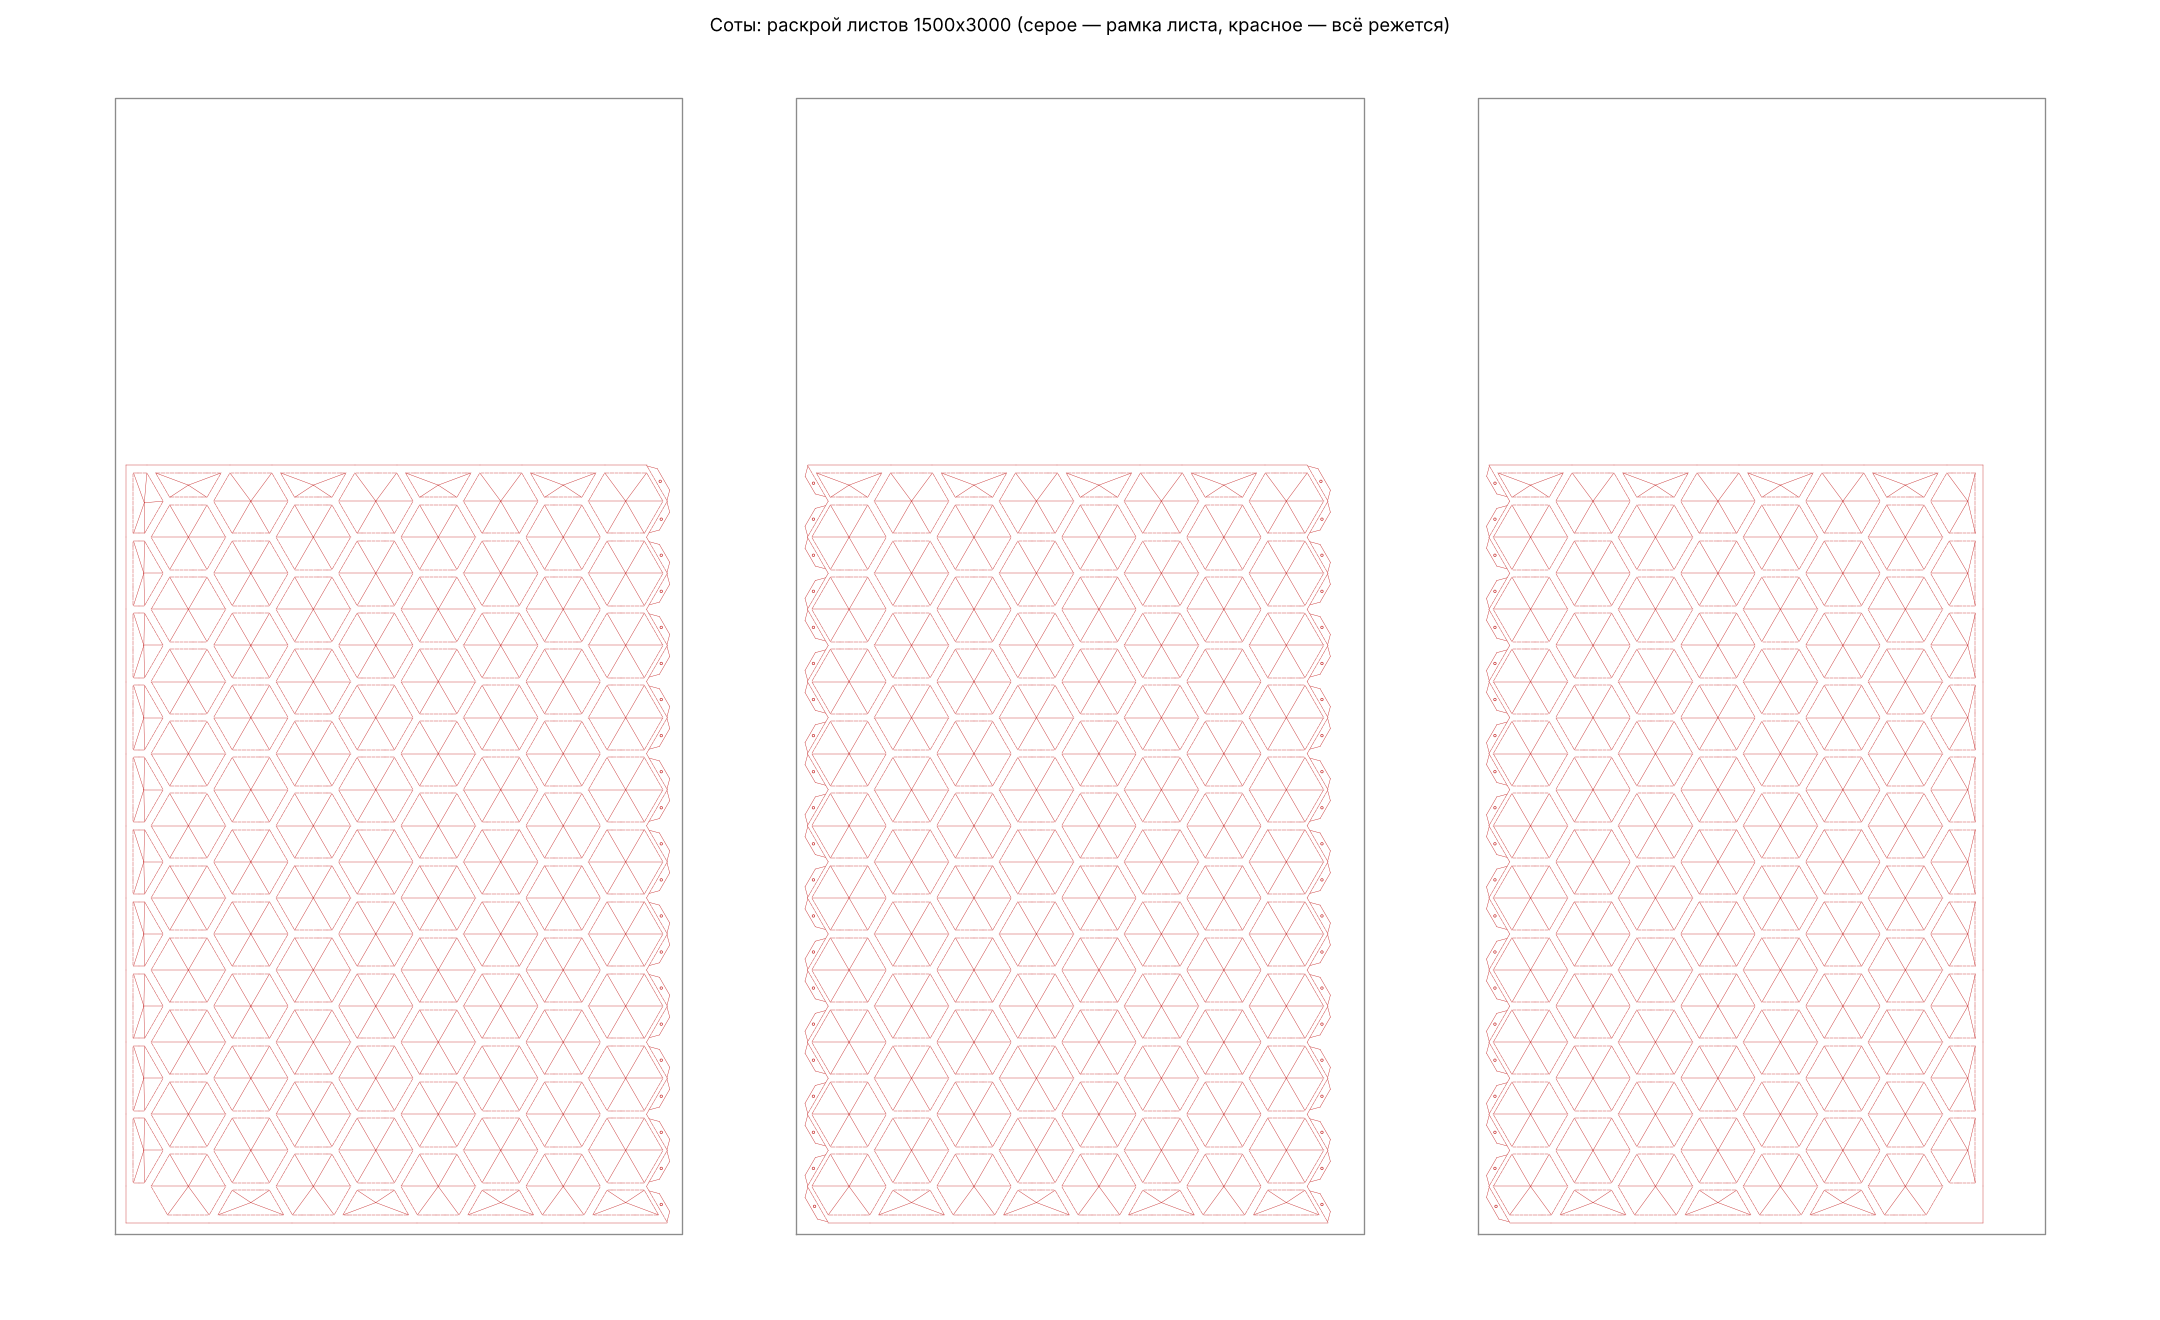 Соты: раскрой листов 1500x3000 (серое — рамка листа, красное — всё режется)